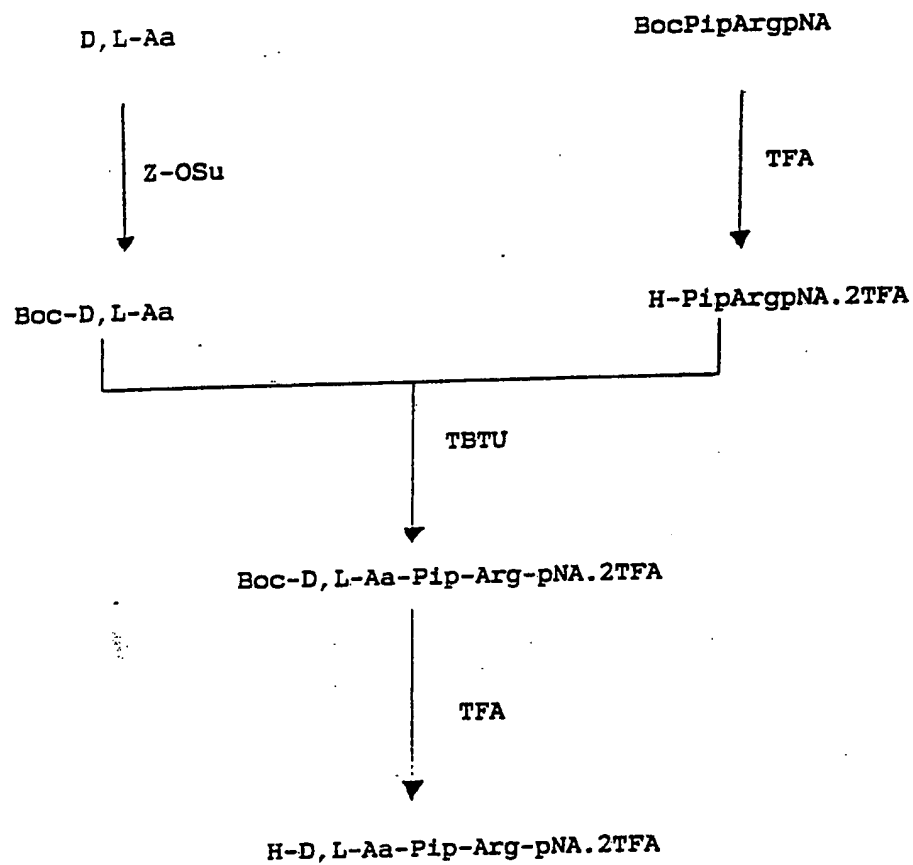 D,L-Aa
BocPipArgpNA
Z-OSu
TFA
Boc-D,L-Aa
H-PipArgpNA.2TFA
TBTU
Boc-D,L-Aa-Pip-Arg-pNA.2TFA
TFA
H-D,L-Aa-Pip-Arg-pNA.2TFA